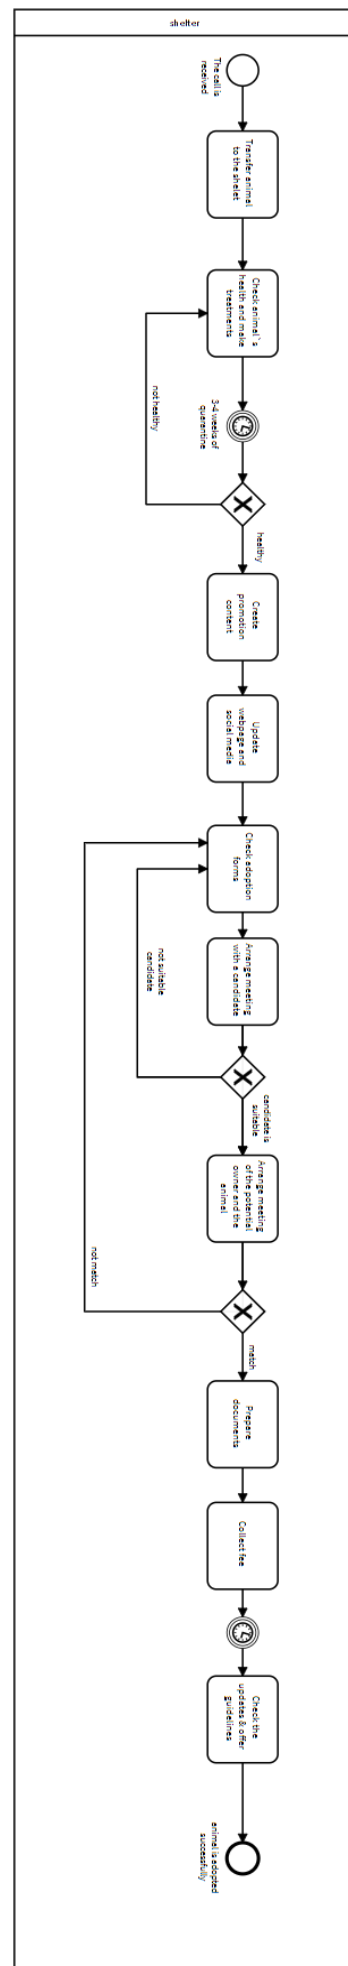 shelter
The call is
received
Transfer animal
to the shelet
Check animal`s
health and make
treatments
3-4 weeks of
quarantine
not healthy
healthy
Create
promotion
content
Update
webpage and
social media
Check adoption
forms
Arrange meeting
with a candidate
not suitable
candidate
candidate is
suitable
Arrange meeting
of the potential
owner and the
animal
not match
match
Prepare
documents
Collect fee
Check the
updates & offer
guidelines
animal is adopted
successfully